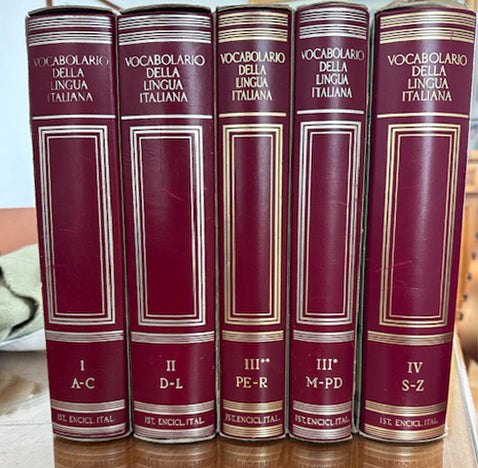 VOCABOLARIO
DELLA
LINGUA
ITALIANA
I
A-C
IST. ENCICL. ITAL.
VOCABOLARIO
DELLA
LINGUA
ITALIANA
II
D-L
IST. ENCICL. ITAL.
VOCABOLARIO
DELLA
LINGUA
ITALIANA
III**
PE-R
IST. ENCICL. ITAL.
VOCABOLARIO
DELLA
LINGUA
ITALIANA
III*
M-PD
IST. ENCICL. ITAL.
VOCABOLARIO
DELLA
LINGUA
ITALIANA
IV
S-Z
IST. ENCICL. ITAL.